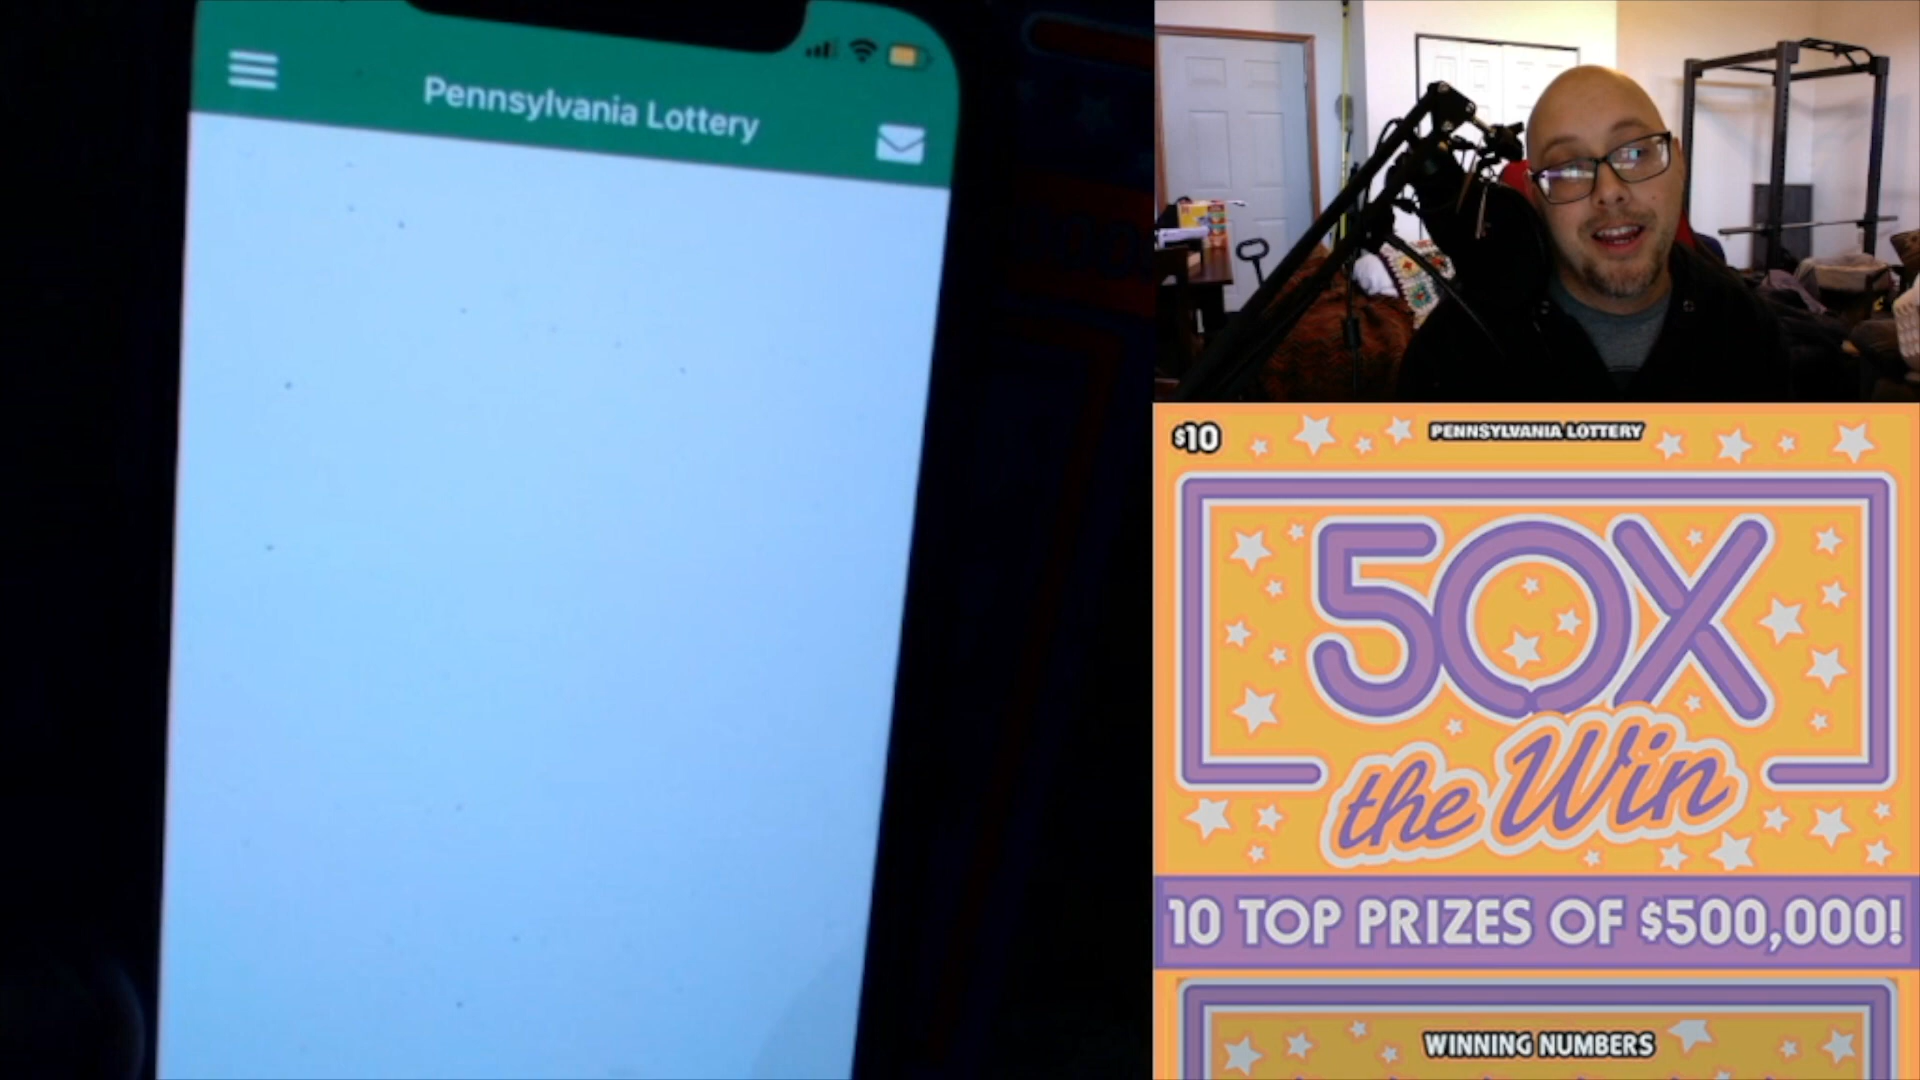 Pennsylvania Lottery
$10
PENNSYLVANIA LOTTERY
50X
the Win
10 TOP PRIZES OF $500,000!
WINNING NUMBERS